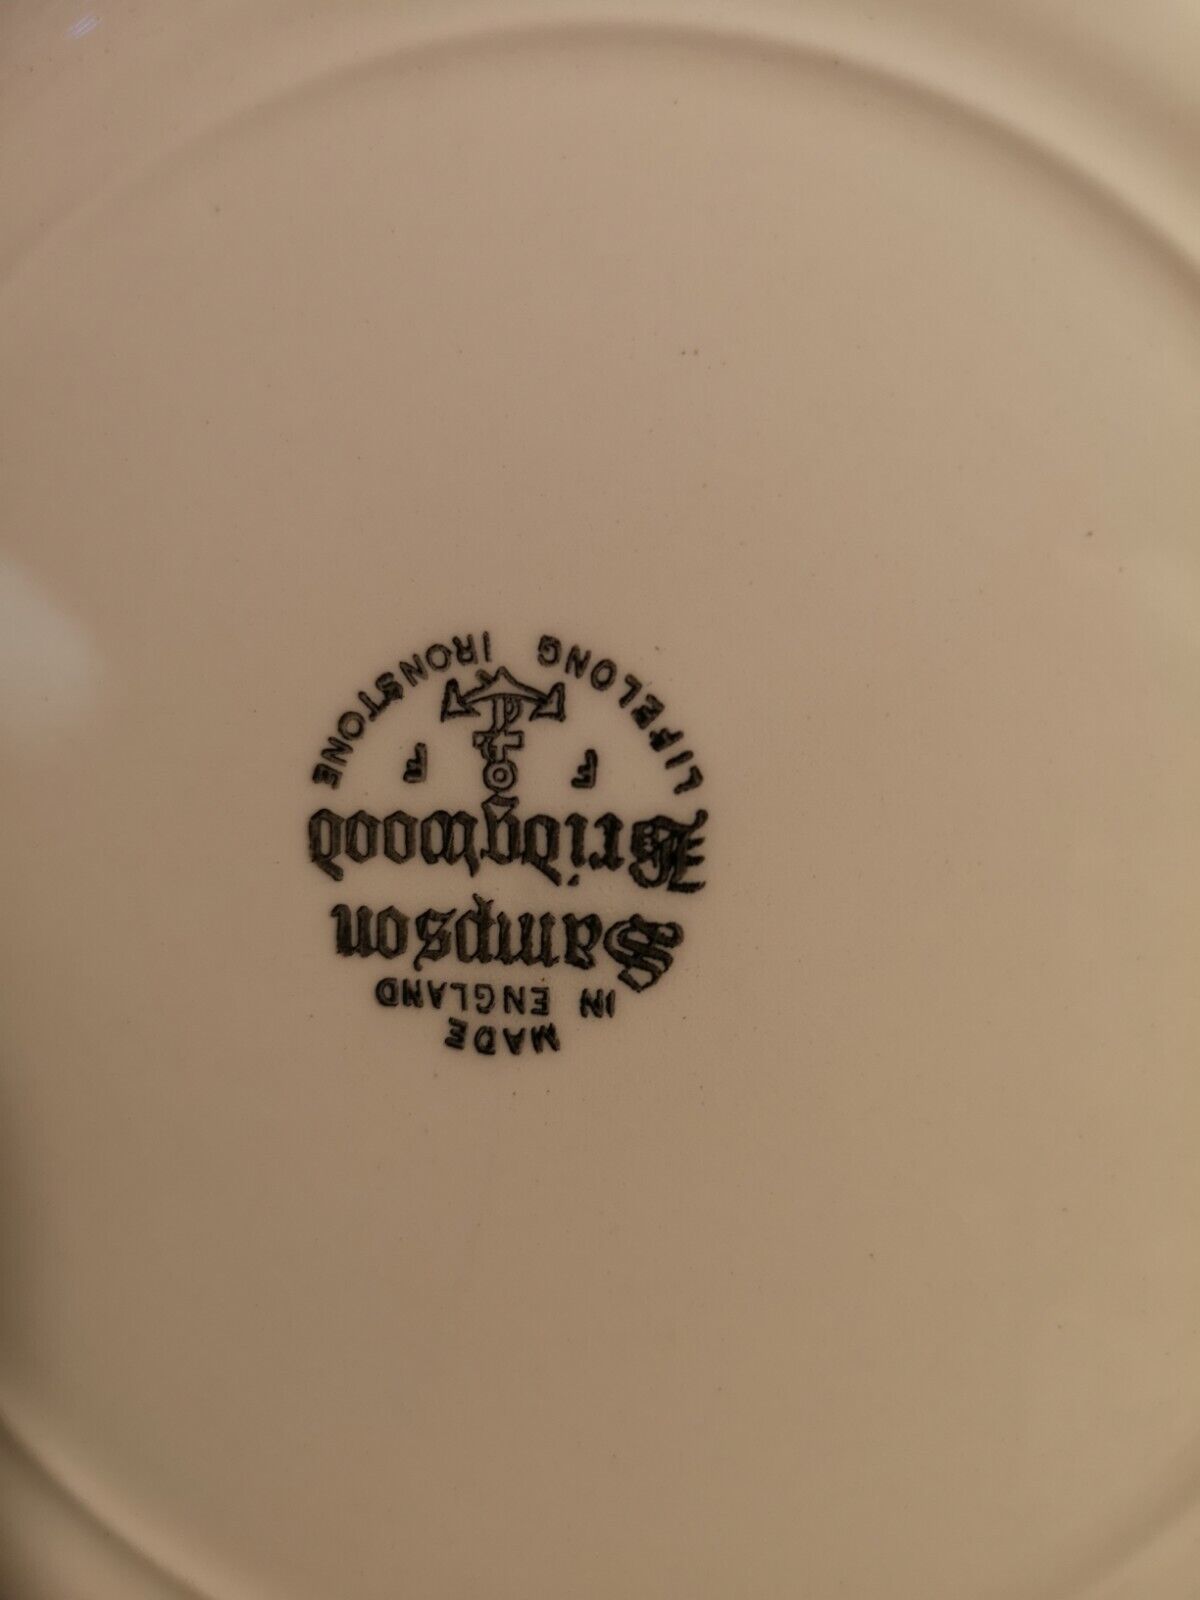 MADE
IN ENGLAND
Sampson
Bridgwood
F
LIFELONG IRONSTONE